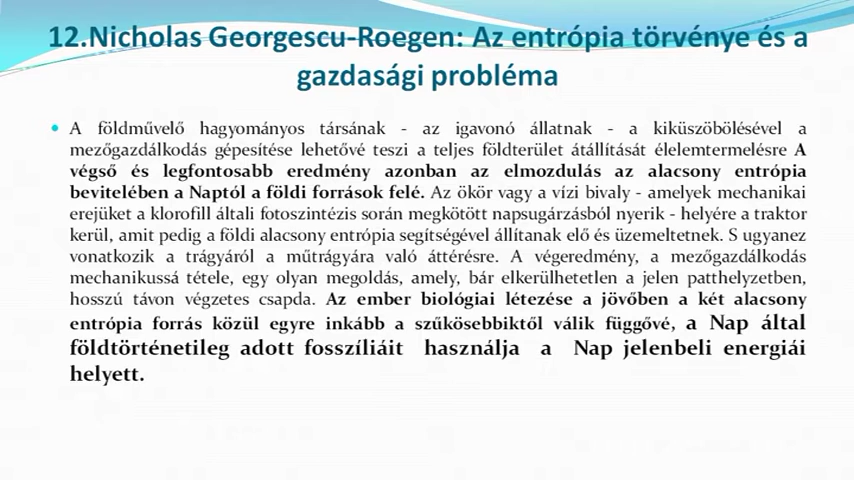 12.Nicholas Georgescu-Roegen: Az entrópia törvénye és a
gazdasági probléma
• A földművelő hagyományos társának - az igavonó állatnak - a kiküszöbölésével a
mezőgazdálkodás gépesítése lehetővé teszi a teljes földterület átállítását élelemtermelésre A
végső és legfontosabb eredmény azonban az elmozdulás az alacsony entrópia
bevitelében a Naptól a földi források felé. Az ökör vagy a vízi bivaly - amelyek mechanikai
erejüket a klorofill általi fotoszintézis során megkötött napsugárzásból nyerik - helyére a traktor
kerül, amit pedig a földi alacsony entrópia segítségével állítanak elő és üzemeltetnek. S ugyanez
vonatkozik a trágyáról a műtrágyára való áttérésre. A végeredmény, a mezőgazdálkodás
mechanikussá tétele, egy olyan megoldás, amely, bár elkerülhetetlen a jelen patthelyzetben,
hosszú távon végzetes csapda. Az ember biológiai létezése a jövőben a két alacsony
entrópia forrás közül egyre inkább a szűkösebbiktől válik függővé, a Nap által
földtörténetileg adott fosszíliáit használja a Nap jelenbeli energiái
helyett.